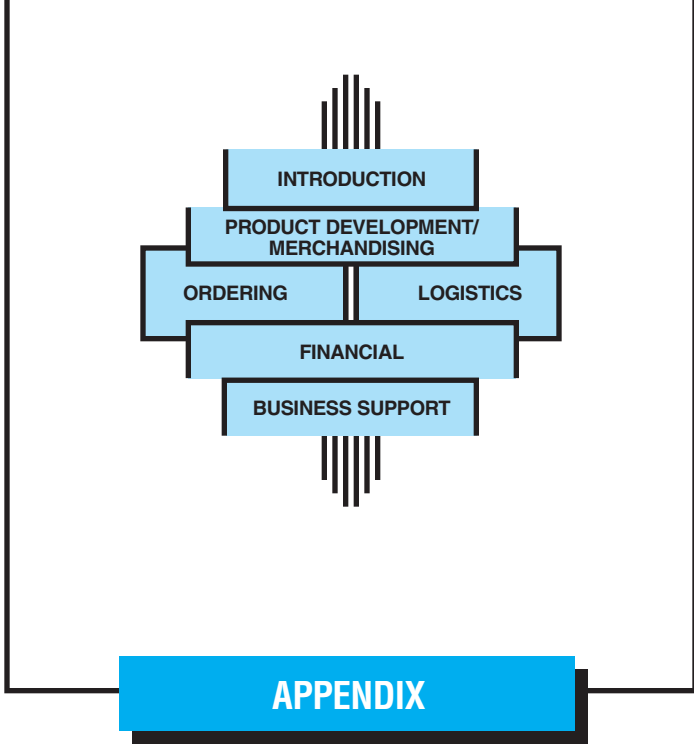 INTRODUCTION
PRODUCT DEVELOPMENT/
MERCHANDISING
ORDERING
LOGISTICS
FINANCIAL
BUSINESS SUPPORT
APPENDIX